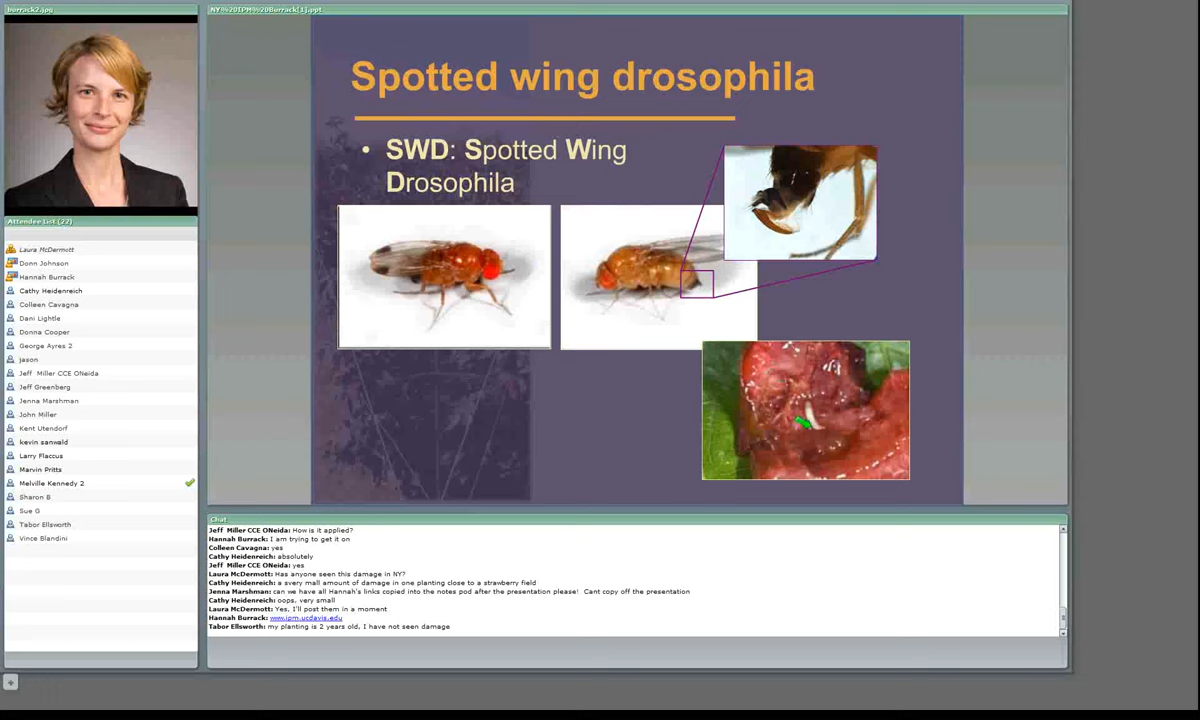 burrack2.jpg
Attendee List (22)
Laura McDermott
Donn Johnson
Hannah Burrack
Cathy Heidenreich
Colleen Cavagna
Dani Lightle
Donna Cooper
George Ayres 2
jason
Jeff Miller CCE ONeida
Jeff Greenberg
Jenna Marshman
John Miller
Kent Utendorf
kevin sanwald
Larry Flaccus
Marvin Pritts
Melville Kennedy 2
Sharon B
Sue G
Tabor Ellsworth
Vince Blandini
NY%20IPM%20Burrack[1].ppt
Spotted wing drosophila
• SWD: Spotted Wing
Drosophila
Chat
Jeff Miller CCE ONeida: How is it applied?
Hannah Burrack: I am trying to get it on
Colleen Cavagna: yes
Cathy Heidenreich: absolutely
Jeff Miller CCE ONeida: yes
Laura McDermott: Has anyone seen this damage in NY?
Cathy Heidenreich: a svery mall amount of damage in one planting close to a strawberry field
Jenna Marshman: can we have all Hannah's links copied into the notes pod after the presentation please! Cant copy off the presentation
Cathy Heidenreich: oops, very small
Laura McDermott: Yes, I'll post them in a moment
Hannah Burrack: www.ipm.ucdavis.edu
Tabor Ellsworth: my planting is 2 years old, I have not seen damage